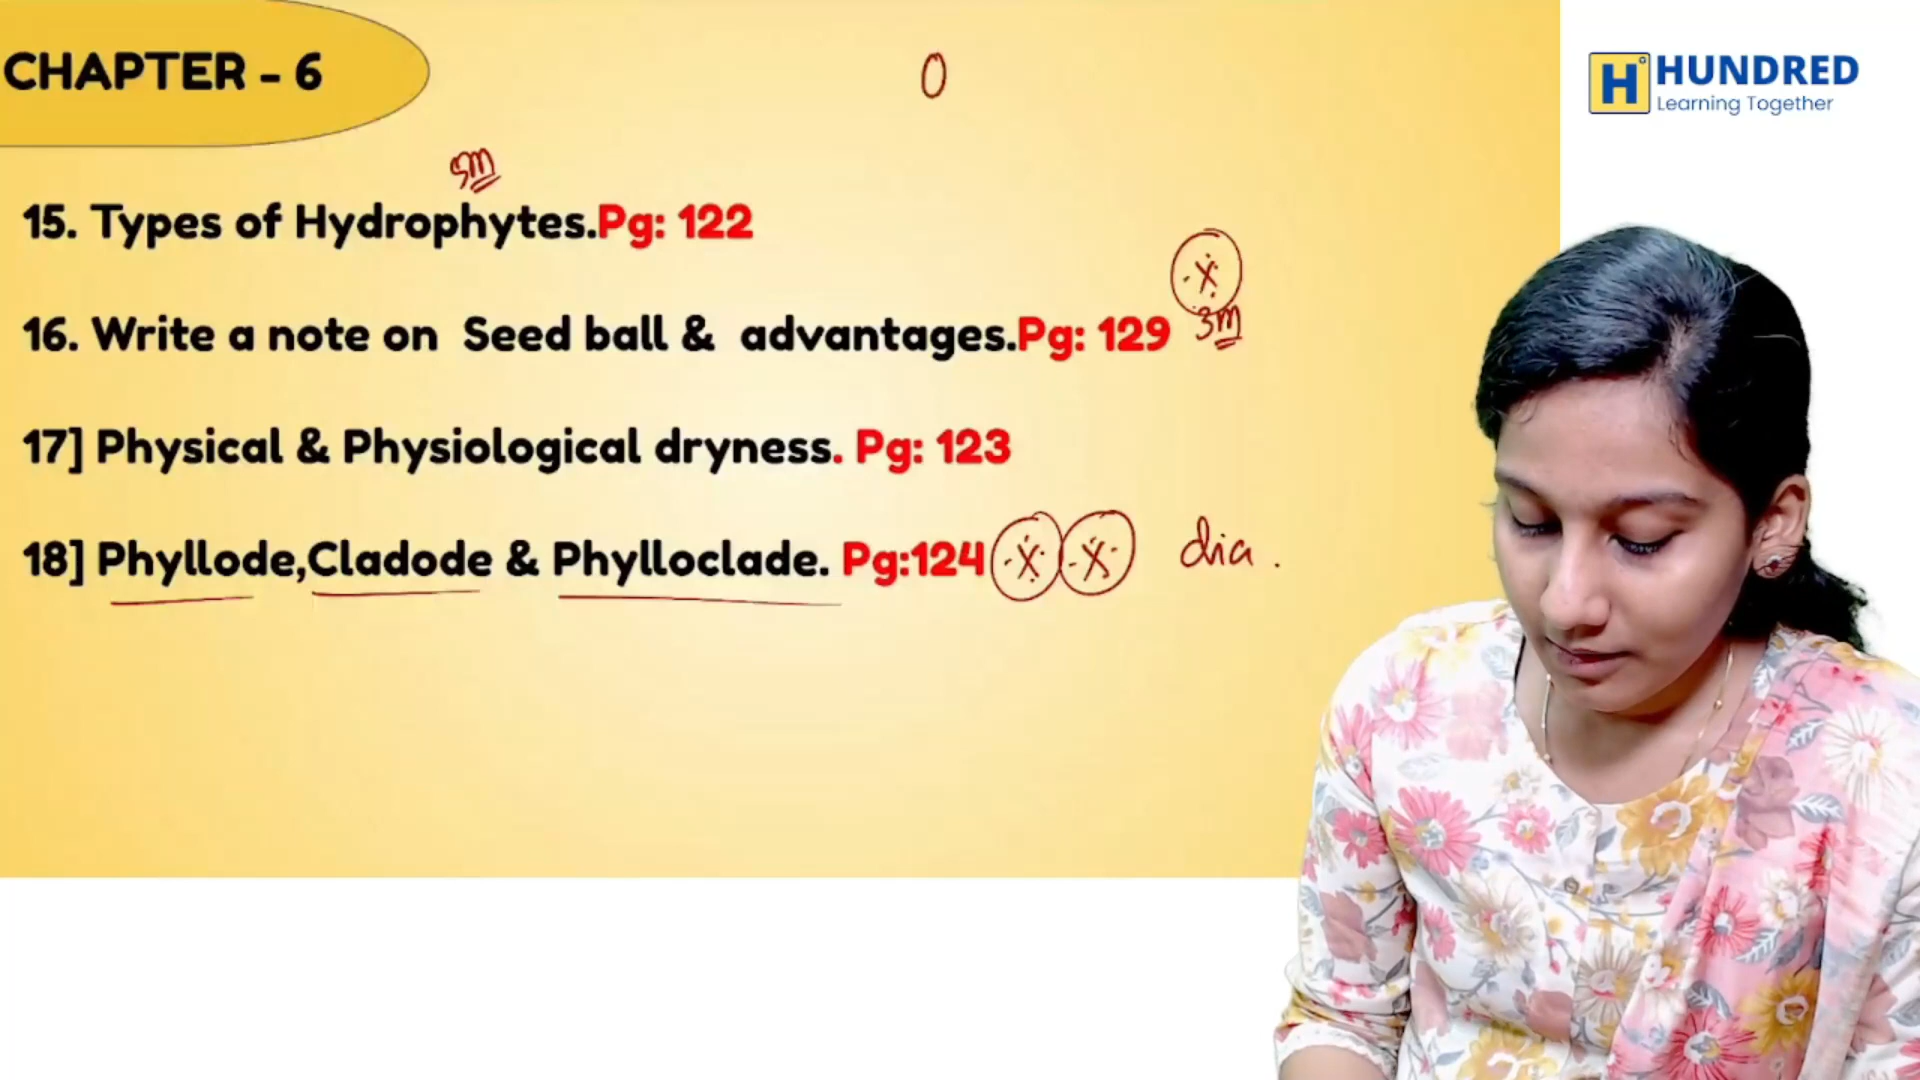 CHAPTER - 6
0
HUNDRED
Learning Together
5m
15. Types of Hydrophytes.Pg: 122
16. Write a note on Seed ball & advantages.Pg: 129 3m
17] Physical & Physiological dryness. Pg: 123
18] Phyllode,Cladode & Phylloclade. Pg:124 dia.